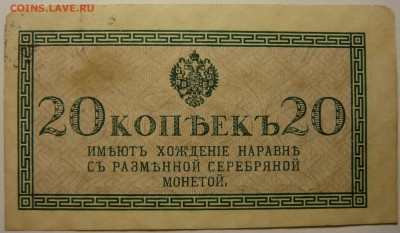 COINS.LAVE.RU
20 КОПѢЕКЪ 20
ИМѢЮТЪ ХОЖДЕНІЕ НАРАВНѢ
СЪ РАЗМѢННОЙ СЕРЕБРЯНОЙ
МОНЕТОЙ.